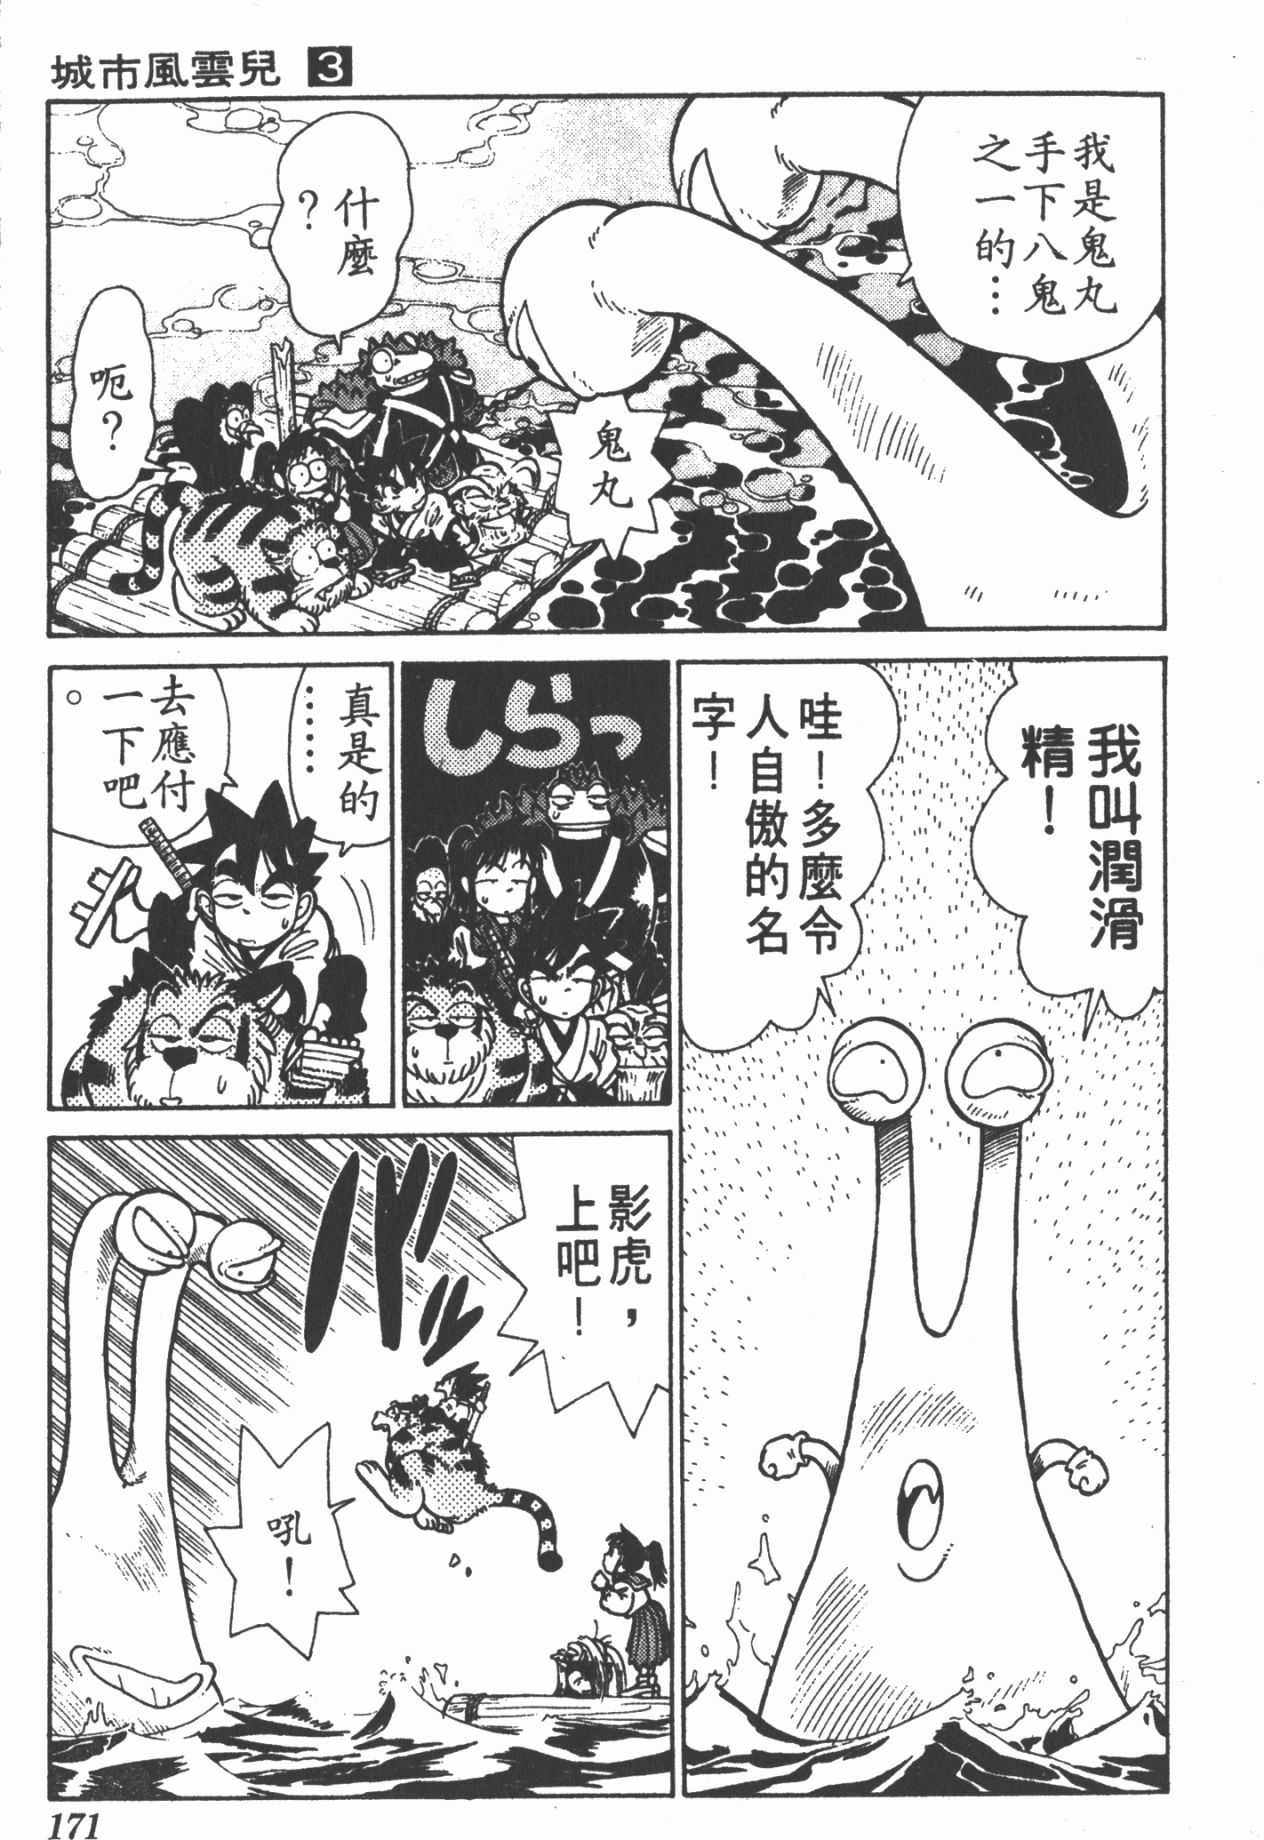 城市風雲兒 3
我是鬼丸
手下八鬼
之一的…
什麼
？
鬼丸
呃？
我叫潤滑
精！
哇！多麼令
人自傲的名
字！
しらっ
真是的
……
去應付
一下吧
。
影虎，
上吧！
バッ
吼！
171